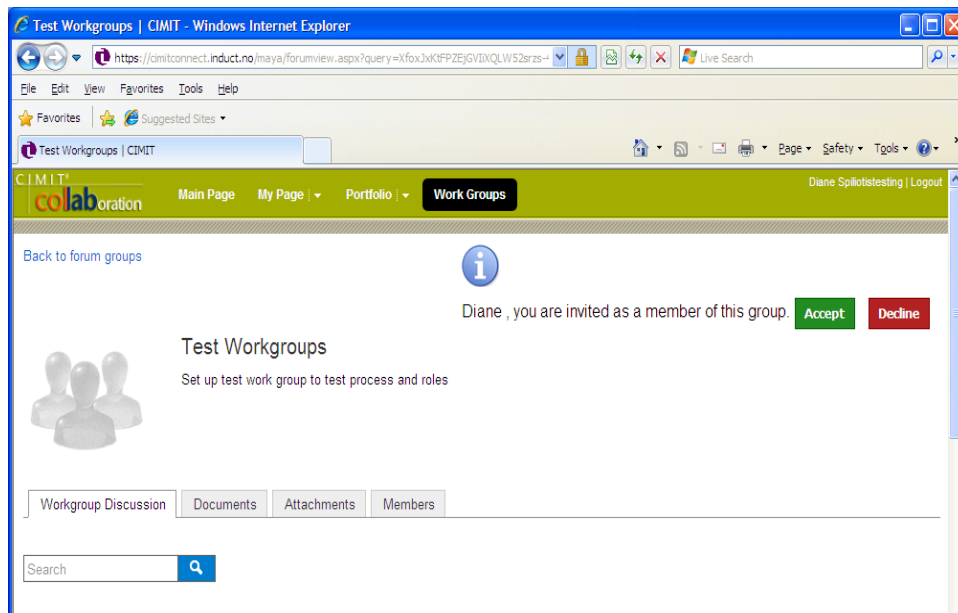 Test Workgroups | CIMIT - Windows Internet Explorer
https://cimitconnect.induct.no/maya/forumview.aspx?query=
Live Search
File Edit View Favorites Tools Help
Favorites Suggested Sites
Test Workgroups | CIMIT
Page Safety Tools
CIMIT®
collaboration
Main Page My Page Portfolio Work Groups
Diane Spiliotistesting | Logout
Back to forum groups
Diane , you are invited as a member of this group. Accept Decline
Test Workgroups
Set up test work group to test process and roles
Workgroup Discussion Documents Attachments Members
Search